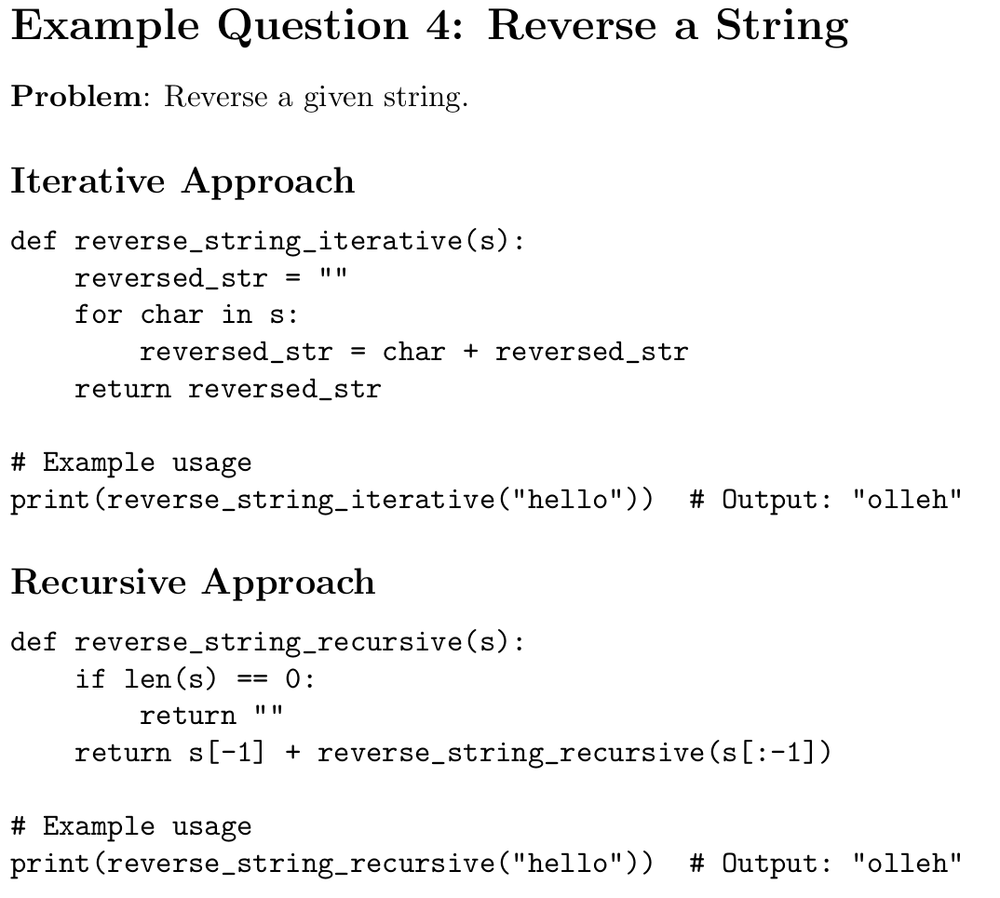 Example Question 4: Reverse a String
Problem: Reverse a given string.
Iterative Approach
def reverse_string_iterative(s):
    reversed_str = ""
    for char in s:
        reversed_str = char + reversed_str
    return reversed_str
# Example usage
print(reverse_string_iterative("hello"))  # Output: "olleh"
Recursive Approach
def reverse_string_recursive(s):
    if len(s) == 0:
        return ""
    return s[-1] + reverse_string_recursive(s[:-1])
# Example usage
print(reverse_string_recursive("hello"))  # Output: "olleh"